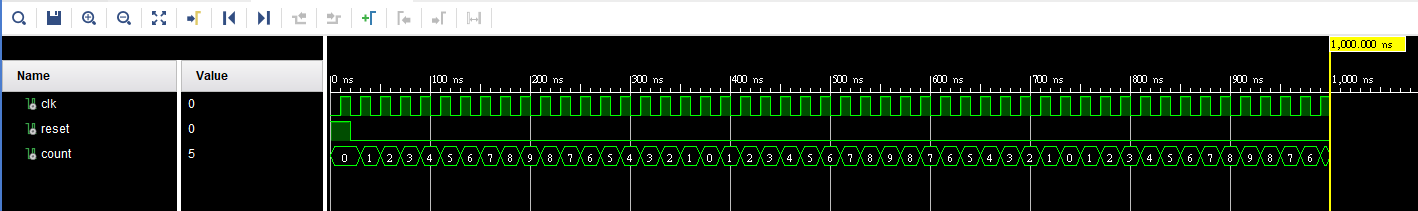 1,000.000 ns
Name Value
0 ns 100 ns 200 ns 300 ns 400 ns 500 ns 600 ns 700 ns 800 ns 900 ns 1,000 ns
clk 0
reset 0
count 5 0 1 2 3 4 5 6 7 8 9 8 7 6 5 4 3 2 1 0 1 2 3 4 5 6 7 8 9 8 7 6 5 4 3 2 1 0 1 2 3 4 5 6 7 8 9 8 7 6